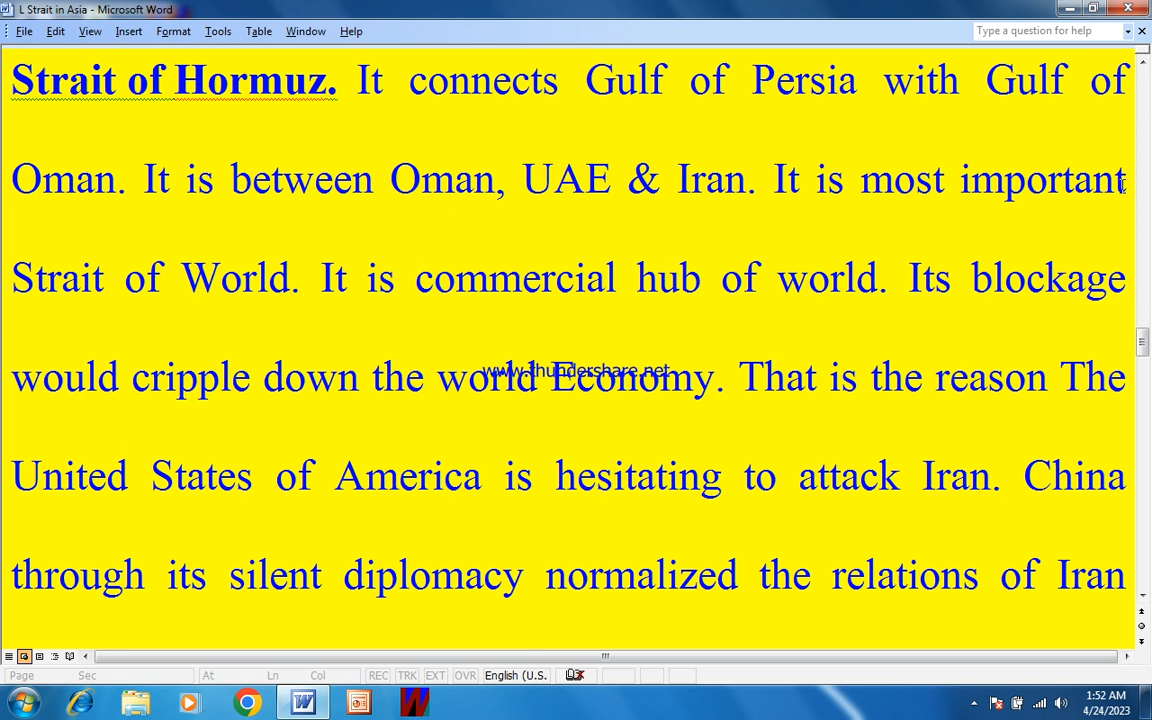 L Strait in Asia - Microsoft Word
File Edit View Insert Format Tools Table Window Help
Type a question for help
Strait of Hormuz. It connects Gulf of Persia with Gulf of
Oman. It is between Oman, UAE & Iran. It is most important
Strait of World. It is commercial hub of world. Its blockage
would cripple down the world Economy. That is the reason The
www.thundershare.net
United States of America is hesitating to attack Iran. China
through its silent diplomacy normalized the relations of Iran
Page Sec At Ln Col REC TRK EXT OVR English (U.S.
1:52 AM
4/24/2023